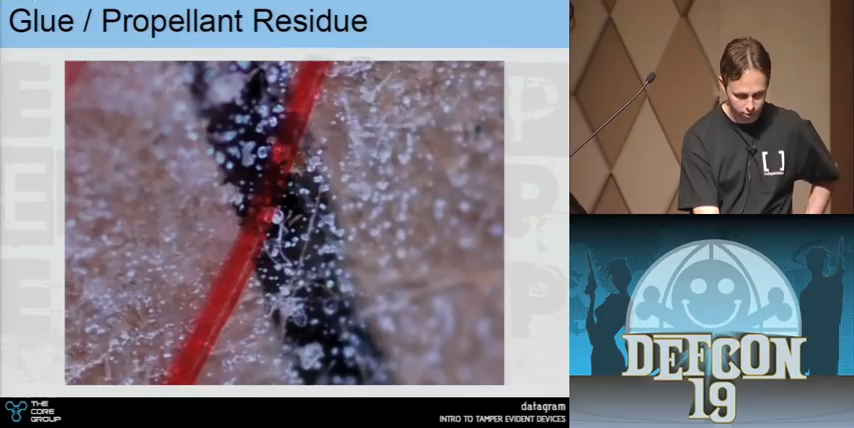 Glue / Propellant Residue
THE
CORE
GROUP
datagram
INTRO TO TAMPER EVIDENT DEVICES
[ ]
DEFCON
19